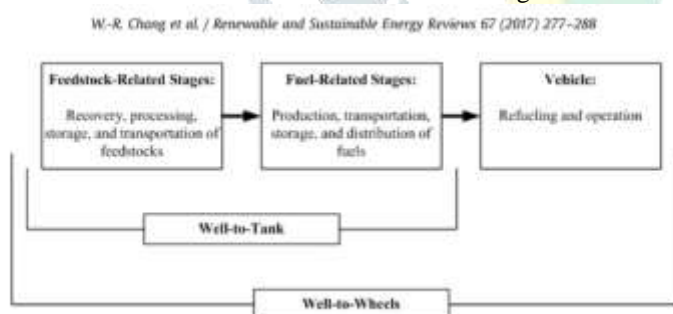 W.-R. Chang et al. / Renewable and Sustainable Energy Reviews 67 (2017) 277–288
Feedstock-Related Stages:
Recovery, processing,
storage, and transportation of
feedstocks
Fuel-Related Stages:
Production, transportation,
storage, and distribution of
fuels
Vehicle:
Refueling and operation
Well-to-Tank
Well-to-Wheels